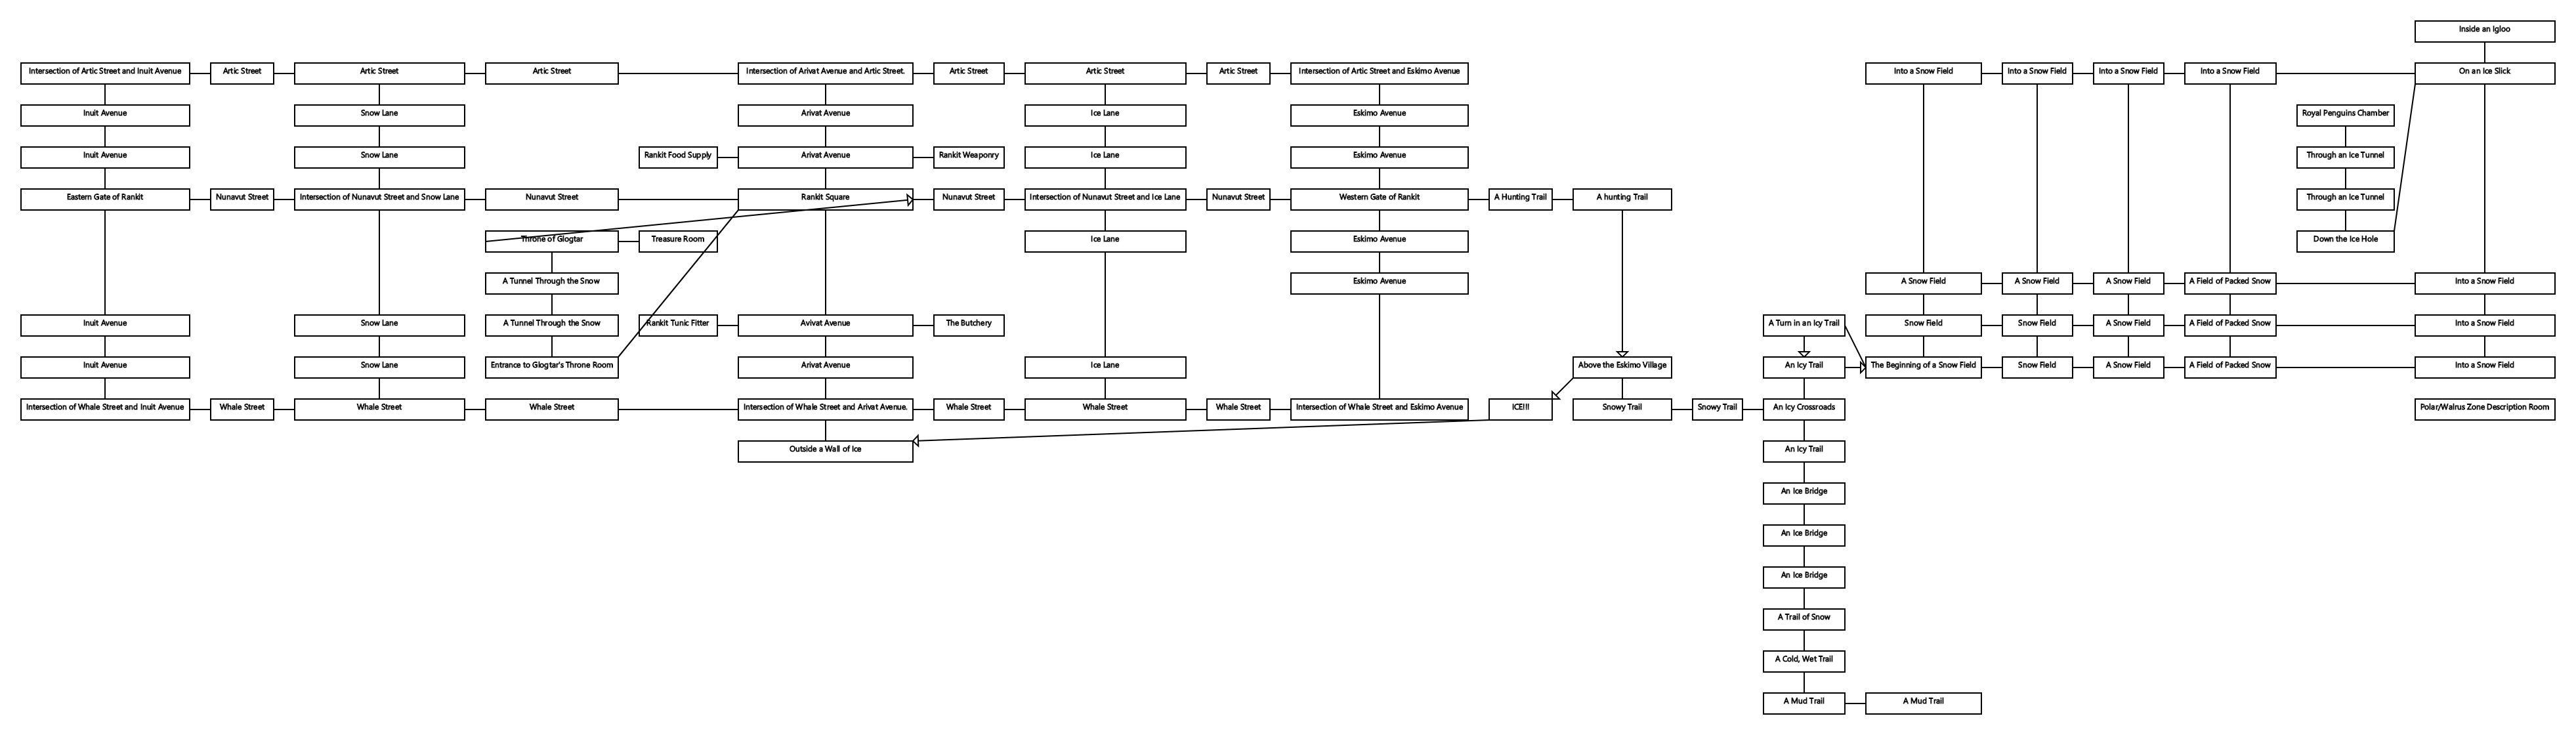 Inside an Igloo
Intersection of Artic Street and Inuit Avenue
Artic Street
Artic Street
Artic Street
Intersection of Arivat Avenue and Artic Street.
Artic Street
Artic Street
Artic Street
Intersection of Artic Street and Eskimo Avenue
Into a Snow Field
Into a Snow Field
Into a Snow Field
Into a Snow Field
On an Ice Slick
Inuit Avenue
Snow Lane
Arivat Avenue
Ice Lane
Eskimo Avenue
Royal Penguins Chamber
Inuit Avenue
Snow Lane
Rankit Food Supply
Arivat Avenue
Rankit Weaponry
Ice Lane
Eskimo Avenue
Through an Ice Tunnel
Eastern Gate of Rankit
Nunavut Street
Intersection of Nunavut Street and Snow Lane
Nunavut Street
Rankit Square
Nunavut Street
Intersection of Nunavut Street and Ice Lane
Nunavut Street
Western Gate of Rankit
A Hunting Trail
A hunting Trail
Through an Ice Tunnel
Throne of Glogtar
Treasure Room
Ice Lane
Eskimo Avenue
Down the Ice Hole
A Tunnel Through the Snow
Eskimo Avenue
A Snow Field
A Snow Field
A Snow Field
A Field of Packed Snow
Into a Snow Field
Inuit Avenue
Snow Lane
A Tunnel Through the Snow
Rankit Tunic Fitter
Avivat Avenue
The Butchery
A Turn in an Icy Trail
Snow Field
Snow Field
A Snow Field
A Field of Packed Snow
Into a Snow Field
Inuit Avenue
Snow Lane
Entrance to Glogtar's Throne Room
Arivat Avenue
Ice Lane
Above the Eskimo Village
An Icy Trail
The Beginning of a Snow Field
Snow Field
A Snow Field
A Field of Packed Snow
Into a Snow Field
Intersection of Whale Street and Inuit Avenue
Whale Street
Whale Street
Whale Street
Intersection of Whale Street and Arivat Avenue.
Whale Street
Whale Street
Whale Street
Intersection of Whale Street and Eskimo Avenue
ICE!!!
Snowy Trail
Snowy Trail
An Icy Crossroads
Polar/Walrus Zone Description Room
Outside a Wall of Ice
An Icy Trail
An Ice Bridge
An Ice Bridge
An Ice Bridge
A Trail of Snow
A Cold, Wet Trail
A Mud Trail
A Mud Trail